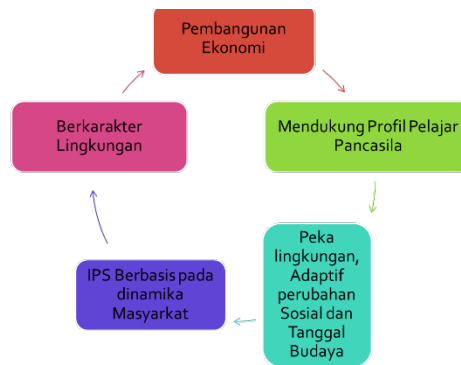 Pembangunan
Ekonomi
Mendukung Profil Pelajar
Pancasila
Peka
lingkungan,
Adaptif
perubahan
Sosial dan
Tanggal
Budaya
IPS Berbasis pada
dinamika
Masyarkat
Berkarakter
Lingkungan